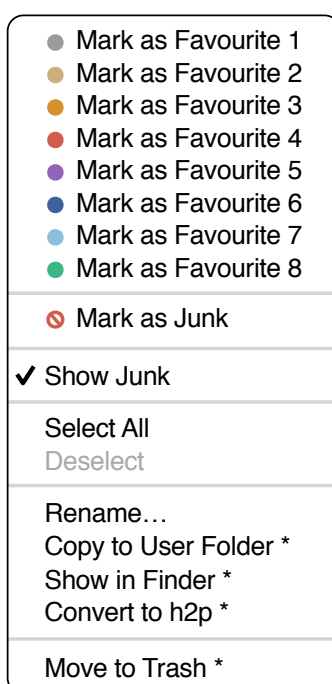 Mark as Favourite 1
Mark as Favourite 2
Mark as Favourite 3
Mark as Favourite 4
Mark as Favourite 5
Mark as Favourite 6
Mark as Favourite 7
Mark as Favourite 8
Mark as Junk
Show Junk
Select All
Deselect
Rename…
Copy to User Folder *
Show in Finder *
Convert to h2p *
Move to Trash *